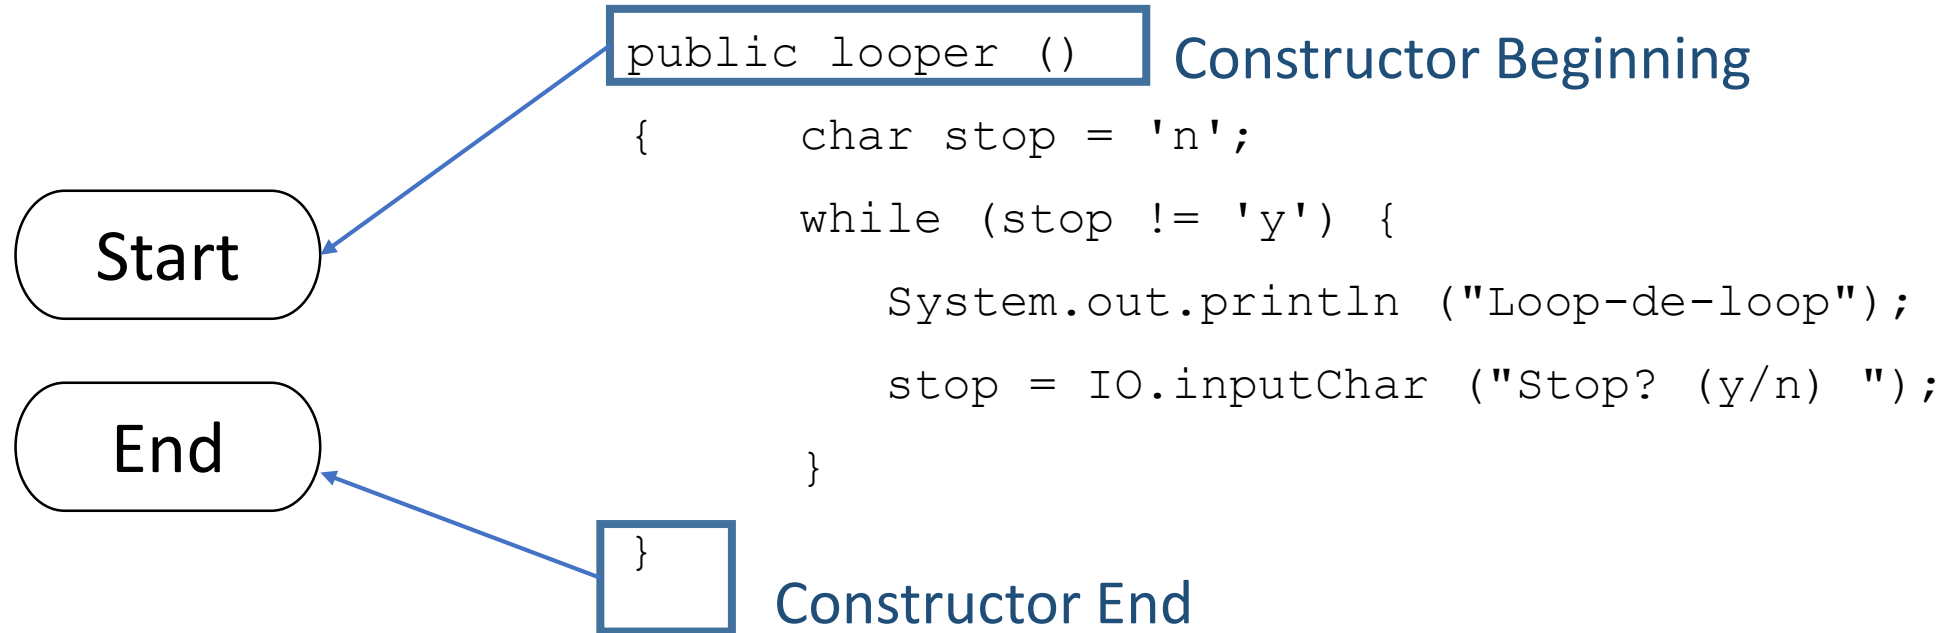 public looper () Constructor Beginning
{ char stop = 'n';
while (stop != 'y') {
Start
System.out.println ("Loop-de-loop");
stop = IO.inputChar ("Stop? (y/n) ");
End
}
}
Constructor End